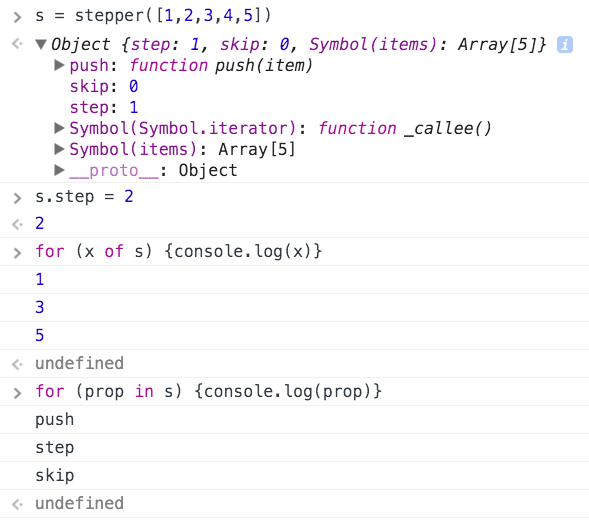 s = stepper([1,2,3,4,5])
Object {step: 1, skip: 0, Symbol(items): Array[5]} i
push: function push(item)
skip: 0
step: 1
Symbol(Symbol.iterator): function _callee()
Symbol(items): Array[5]
__proto__: Object
s.step = 2
2
for (x of s) {console.log(x)}
1
3
5
undefined
for (prop in s) {console.log(prop)}
push
step
skip
undefined